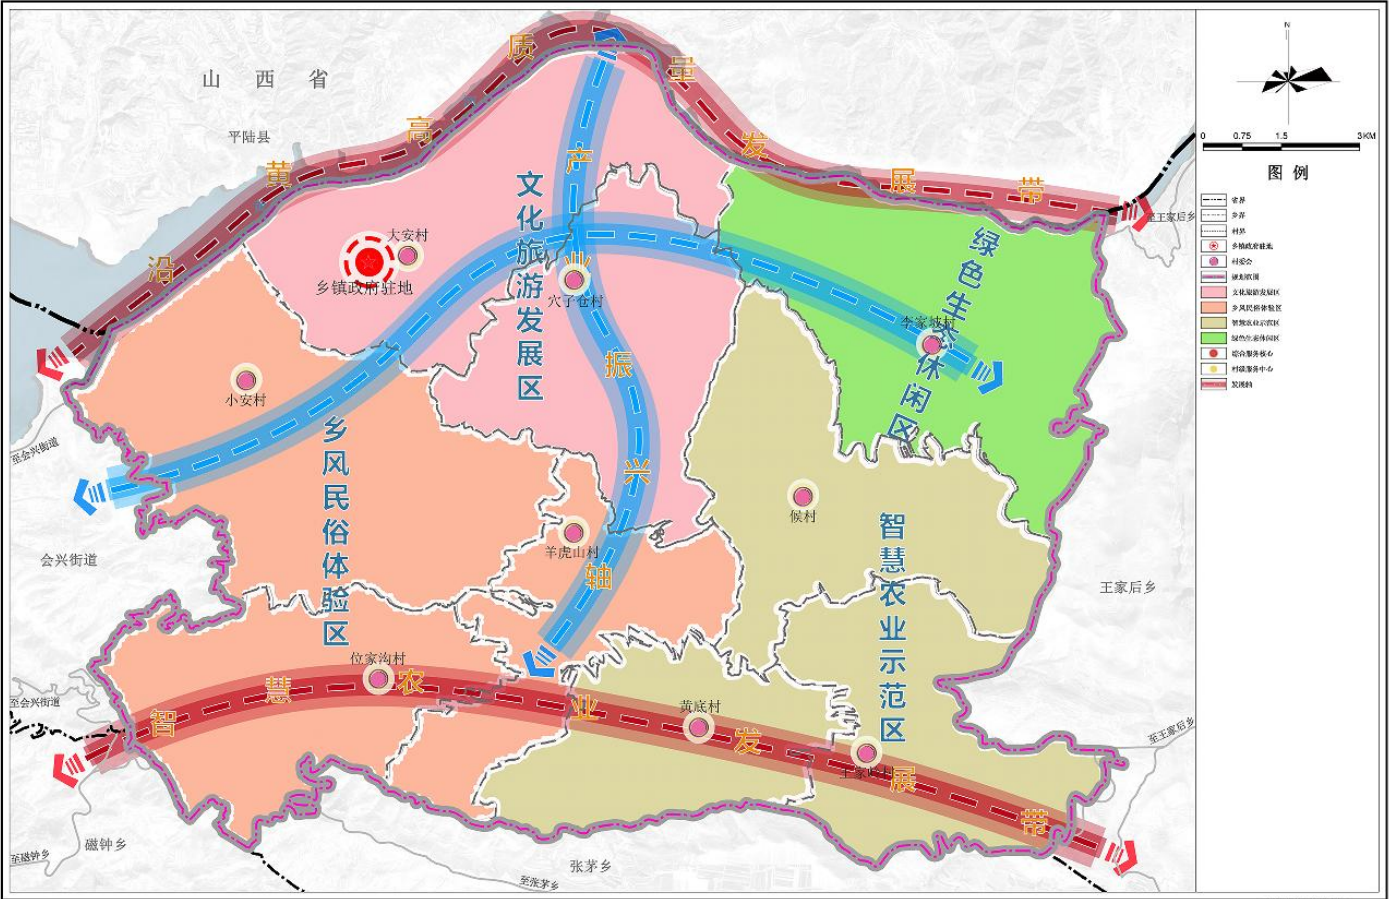 山西省
平陆县
沿黄高质量发展带
文化旅游发展区
产业振兴轴
大安村
乡镇政府驻地
穴子仓村
绿色生态休闲区
李家坡村
至王家后乡
小安村
乡风民俗体验区
至会兴街道
会兴街道
羊虎山村
候村
智慧农业示范区
王家后乡
位家沟村
智慧农业发展带
黄底村
至会兴街道
至王家后乡
磁钟乡
至磁钟乡
张茅乡
至张茅乡
N
0 0.75 1.5 3 KM
图例
省界
乡界
村界
乡镇政府驻地
村委会
规划范围
文化旅游发展区
乡风民俗体验区
智慧农业示范区
绿色生态休闲区
综合服务核心
村级服务中心
发展轴